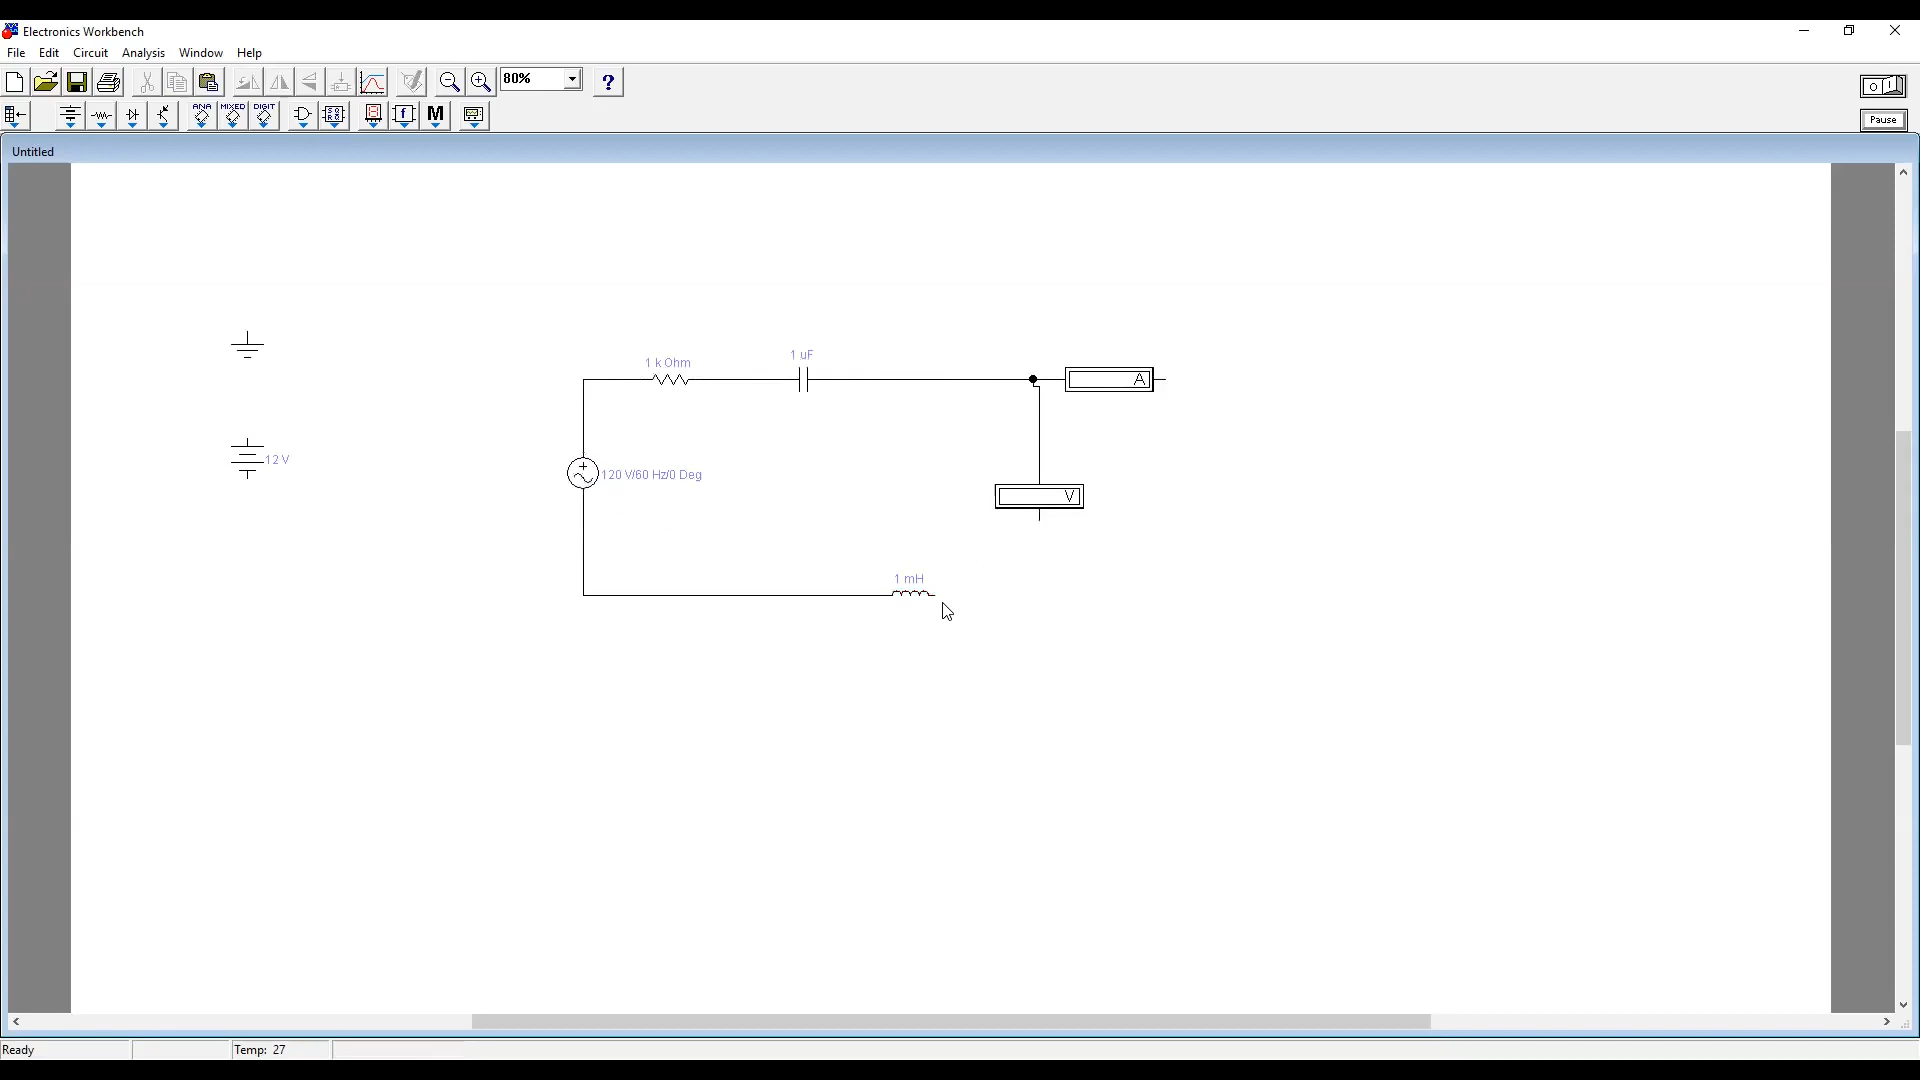 Electronics Workbench
File Edit Circuit Analysis Window Help
80% ?
ANA MIXED DIGIT M
Pause
Untitled
1 k Ohm
1 uF
A
12 V
120 V/60 Hz/0 Deg
V
1 mH
Ready Temp: 27